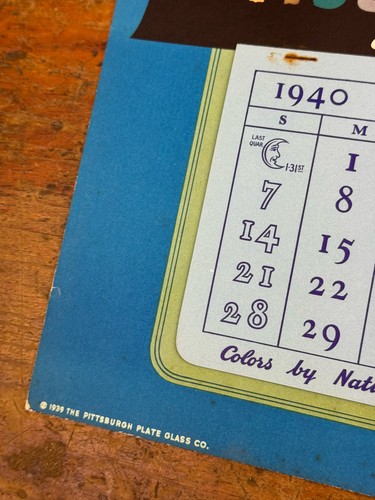 1940
S M
LAST
QUAR 1-31ST 1
7 8
14 15
21 22
28 29
Colors by
© 1939 THE PITTSBURGH PLATE GLASS CO.